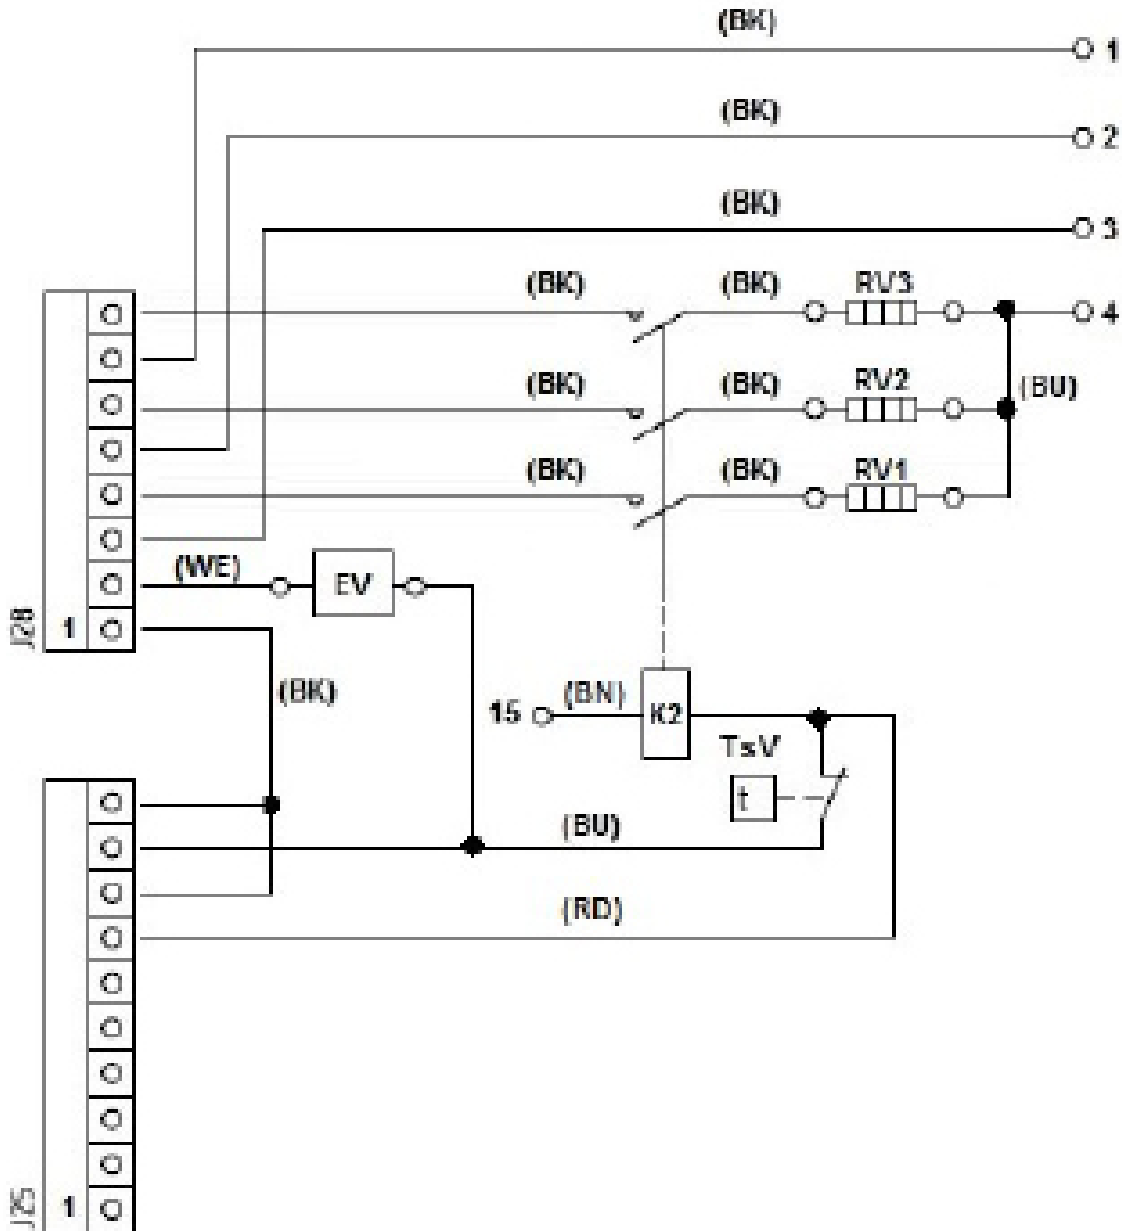 (BK)
1
(BK)
2
(BK)
3
(BK) (BK) RV3
4
(BK) (BK) RV2
(BU)
(BK) (BK) RV1
(WE)
EV
J28 1
(BK)
15 (BN) K2
TsV
t
(BU)
(RD)
J25 1